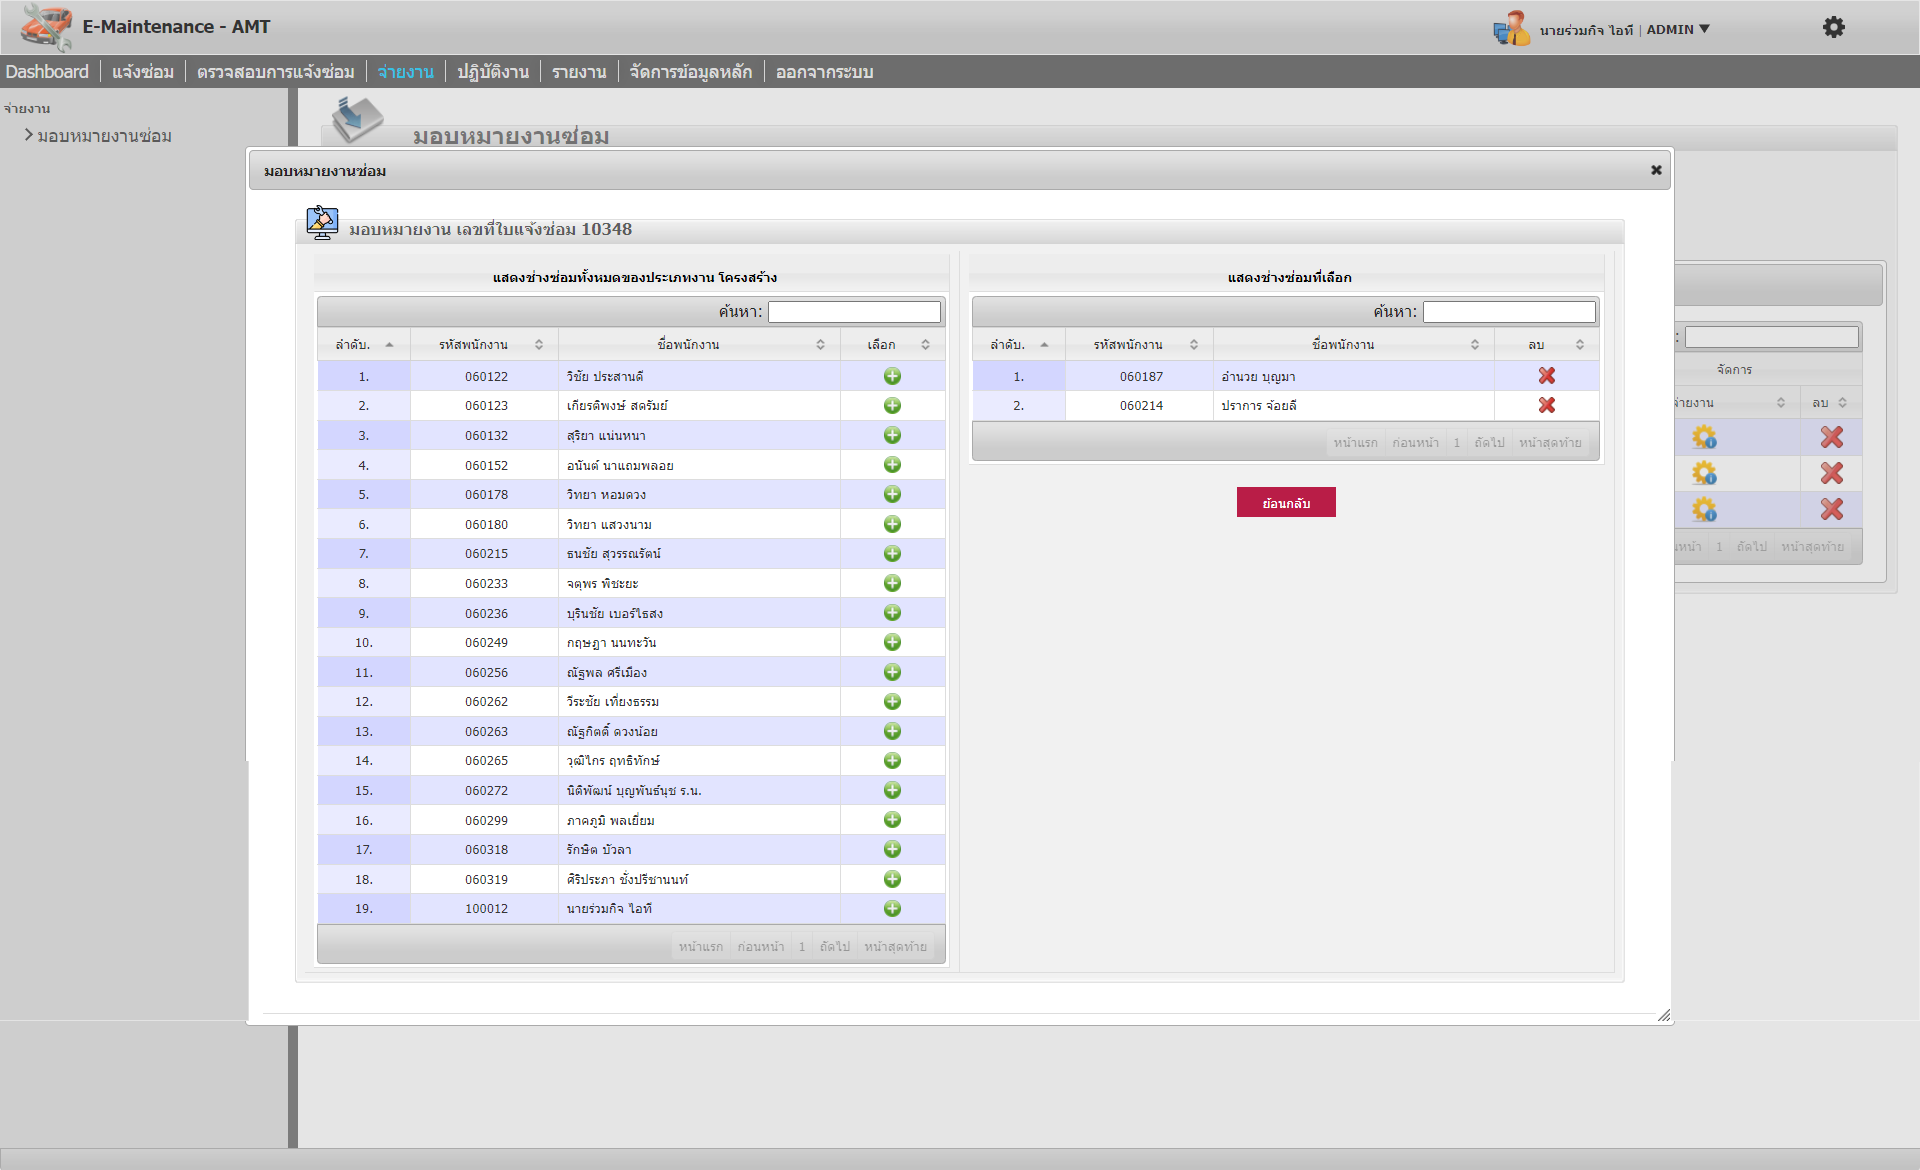 E-Maintenance - AMT
นายร่วมกิจ ไอที | ADMIN ▼
Dashboard | แจ้งซ่อม | ตรวจสอบการแจ้งซ่อม | จ่ายงาน | ปฏิบัติงาน | รายงาน | จัดการข้อมูลหลัก | ออกจากระบบ
จ่ายงาน
มอบหมายงานซ่อม
มอบหมายงานซ่อม
มอบหมายงานซ่อม
มอบหมายงาน เลขที่ใบแจ้งซ่อม 10348
แสดงช่างซ่อมทั้งหมดของประเภทงาน โครงสร้าง
ค้นหา:
ลำดับ. รหัสพนักงาน ชื่อพนักงาน เลือก
1. 060122 วิชัย ประสานดี
2. 060123 เกียรติพงษ์ สดรัมย์
3. 060132 สุริยา แน่นหนา
4. 060152 อนันต์ นาแถมพลอย
5. 060178 วิทยา หอมดวง
6. 060180 วิทยา แสวงนาม
7. 060215 ธนชัย สุวรรณรัตน์
8. 060233 จตุพร พิชะยะ
9. 060236 บุรินชัย เบอร์ไธสง
10. 060249 กฤษฎา นนทะวัน
11. 060256 ณัฐพล ศรีเมือง
12. 060262 วีระชัย เที่ยงธรรม
13. 060263 ณัฐกิตติ์ ดวงน้อย
14. 060265 วุฒิไกร ฤทธิทักษ์
15. 060272 นิติพัฒน์ บุญพันธ์นุช ร.น.
16. 060299 ภาคภูมิ พลเยี่ยม
17. 060318 รักษิต บัวลา
18. 060319 ศิริประภา ชั่งปรีชานนท์
19. 100012 นายร่วมกิจ ไอที
หน้าแรก ก่อนหน้า 1 ถัดไป หน้าสุดท้าย
แสดงช่างซ่อมที่เลือก
ค้นหา:
ลำดับ. รหัสพนักงาน ชื่อพนักงาน ลบ
1. 060187 อำนวย บุญมา
2. 060214 ปราการ จ้อยลี
หน้าแรก ก่อนหน้า 1 ถัดไป หน้าสุดท้าย
ย้อนกลับ
:
จัดการ
จ่ายงาน ลบ
1 ถัดไป หน้าสุดท้าย